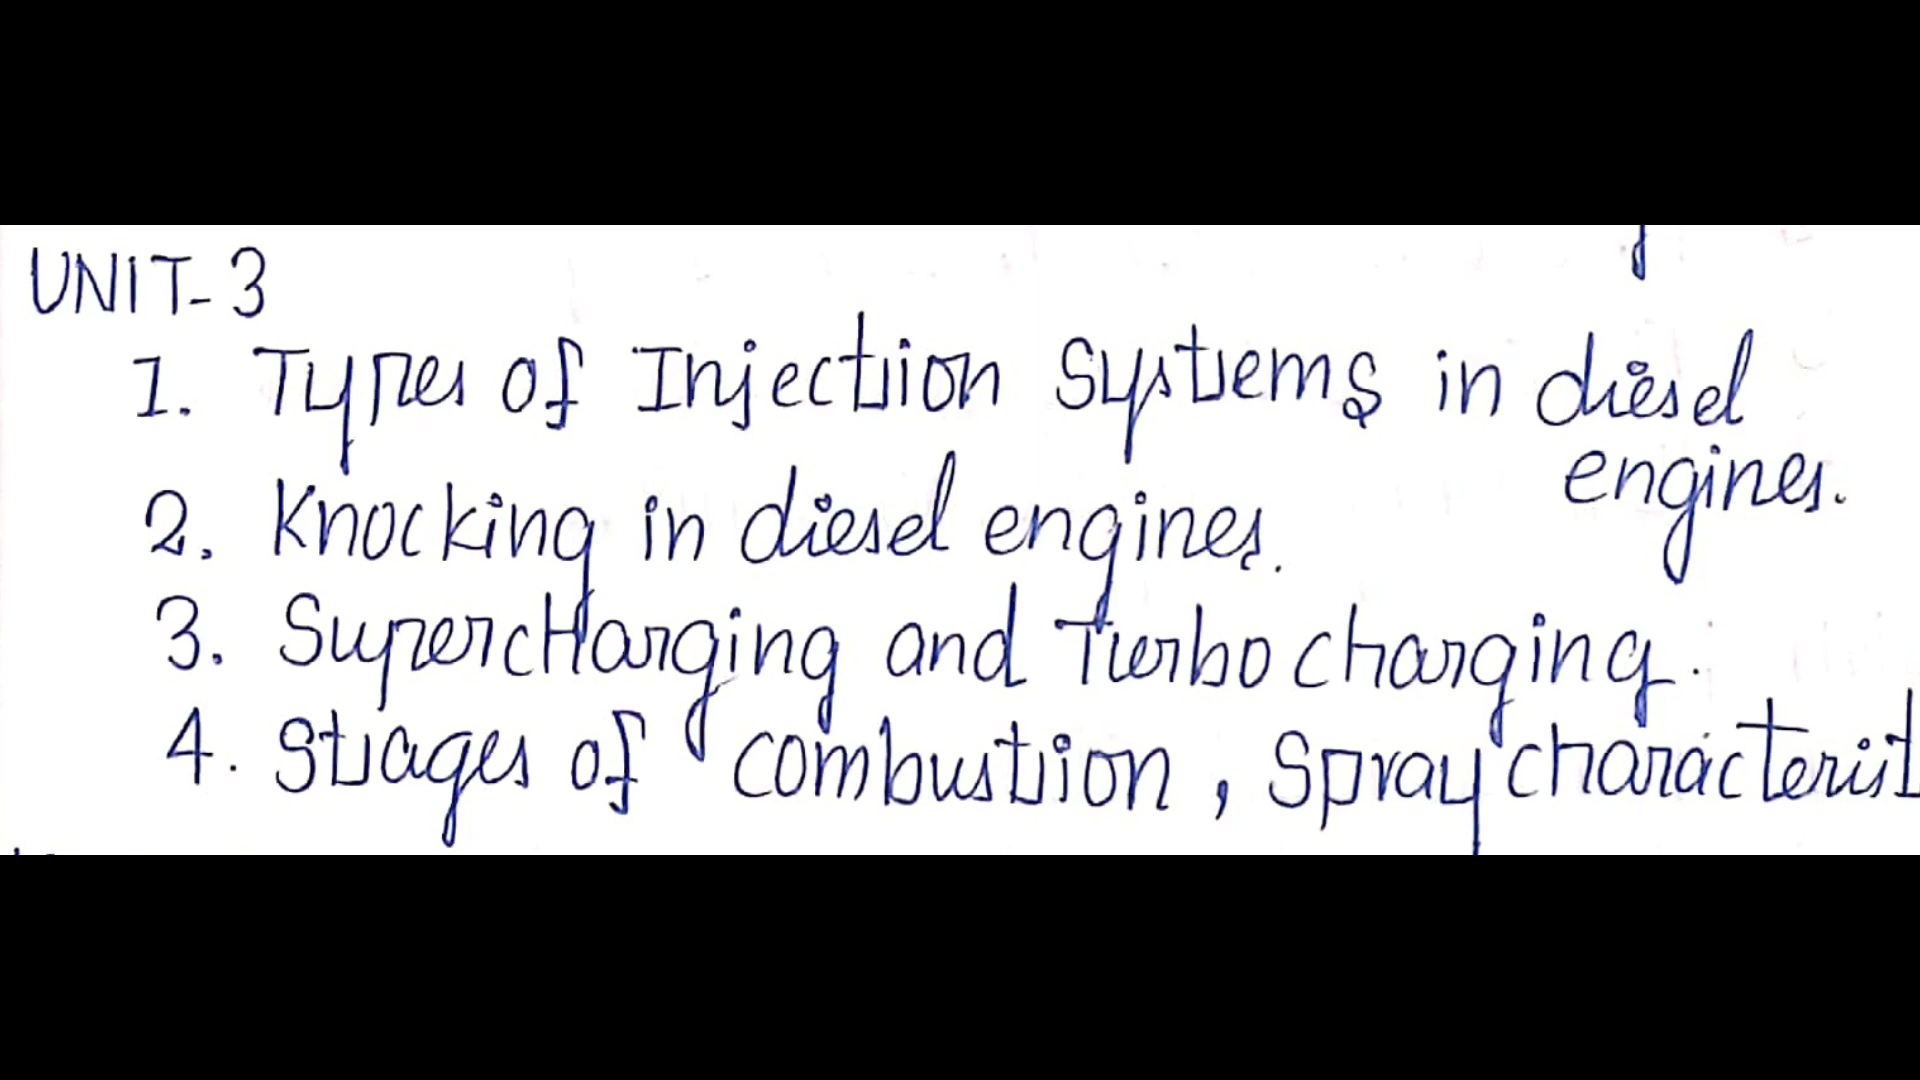 UNIT-3
1. Types of Injection Systems in diesel
engines.
2. Knocking in diesel engines.
3. Supercharging and Turbo charging.
4. Stages of combustion, Spray characterist